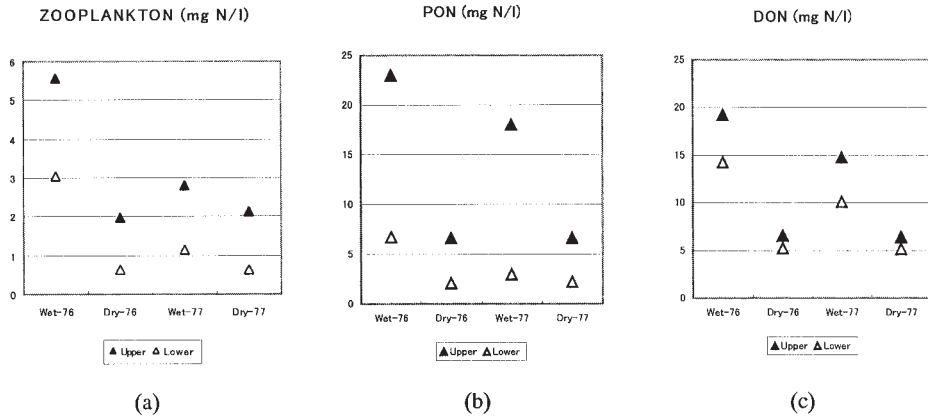 ZOOPLANKTON (mg N/l)
6
5
4
3
2
1
0
Wet-76 Dry-76 Wet-77 Dry-77
▲ Upper △ Lower
(a)
PON (mg N/l)
25
20
15
10
5
0
Wet-76 Dry-76 Wet-77 Dry-77
▲ Upper △ Lower
(b)
DON (mg N/l)
25
20
15
10
5
0
Wet-76 Dry-76 Wet-77 Dry-77
▲ Upper △ Lower
(c)